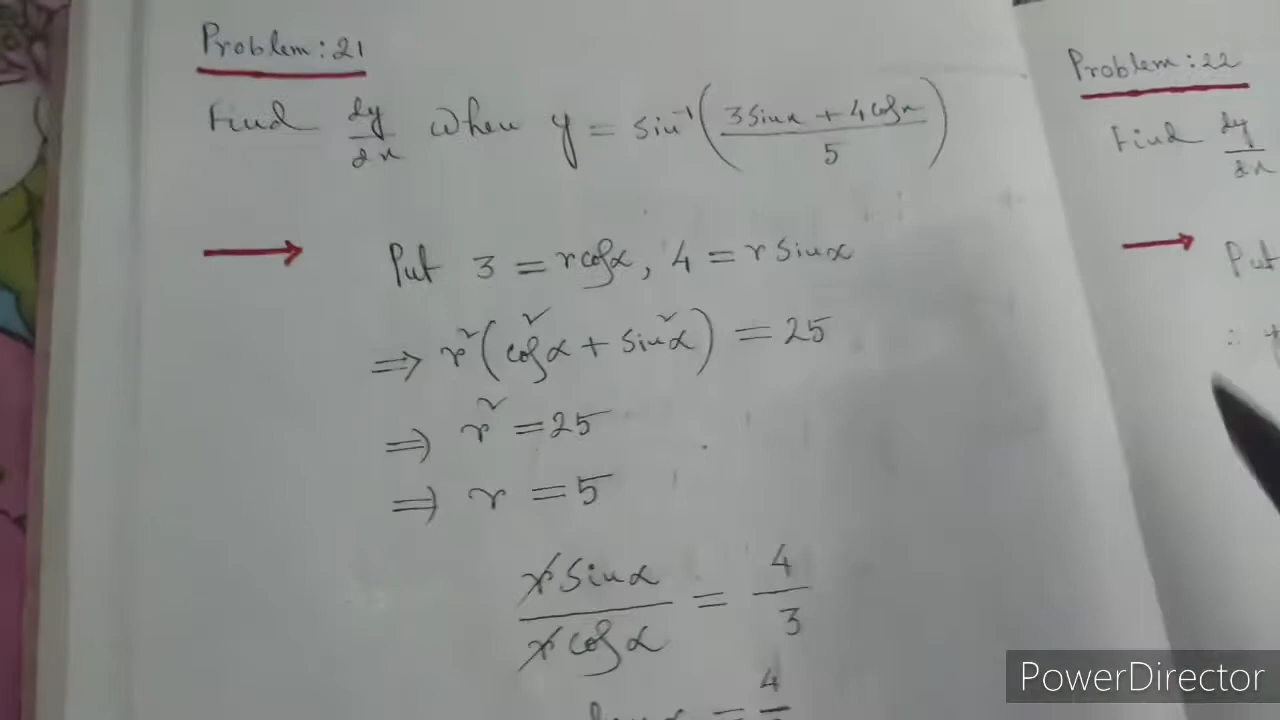 Problem: 21
Find dy/dx when y = sin⁻¹((3 sin x + 4 cos x)/5)
→ Put 3 = r cos α, 4 = r sin α
⇒ r²(cos²α + sin²α) = 25
⇒ r² = 25
⇒ r = 5
r sin α / r cos α = 4/3
= 4
Problem: 22
Find dy/dx
→ Put
∴
PowerDirector